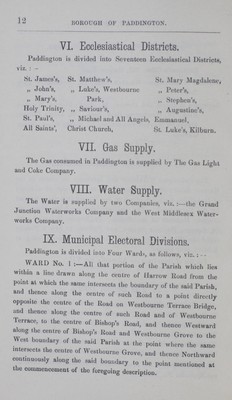 12 BOROUGH OF PADDINGTON.
VI. Ecclesiastical Districts.
Paddington is divided into Seventeen Ecclesiastical Districts,
viz.:—
St. James's, St. Matthew's, St. Mary Magdalene,
„ John's, „ Luke's, Westbourne „ Peter's,
„ Mary's. Park, „ Stephen's,
Holy Trinity, „ Saviour's, „ Augustine's,
St. Paul's, „ Michael and All Angels, Emmanuel,
All Saints', Christ Church, St. Luke's, Kilburn.
VII. Gas Supply.
The Gas consumed in Paddington is supplied by The Gas Light
and Coke Company.
VIII. Water Supply.
The Water is supplied by two Companies, viz. :—the Grand
Junction Waterworks Company and the West Middlesex Water-
works Company.
IX. Municipal Electoral Divisions.
Paddington is divided into Four Wards, as follows, viz. :—
WARD No. 1 :—All that portion of the Parish which lies
within a line drawn along the centre of Harrow Road from the
point at which the same intersects the boundary of the said Parish,
and thence along the centre of such Road to a point directly
opposite the centre of the Road on Westbourne Terrace Bridge,
and thence along the centre of such Road and of Westbourne
Terrace, to the centre of Bishop's Road, and thence Westward
along the centre of Bishop's Road and Westbourne Grove to the
West boundary of the said Parish at the point where the same
intersects the centre of Westbourne Grove, and thence Northward
continuously along the said boundary to the point mentioned at
the commencement of the foregoing description.